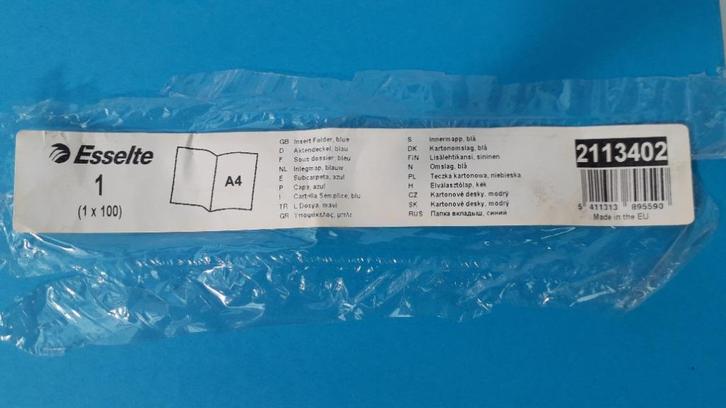 Esselte
1
(1 x 100)
A4
GB Insert Folder, blue
D Aktendeckel, blau
F Sous dossier, bleu
NL Inlegmap, blauw
E Subcarpeta, azul
P Capa, azul
I Cartella Semplice, blu
TR L Dosya, mavi
GR Υποφάκελος, μπλε
S Innermapp, blå
DK Kartonomslag, blå
FIN Lisälehtikansi, sininen
N Omslag, blå
PL Teczka kartonowa, niebieska
H Elválasztólap, kék
CZ Kartonové desky, modrý
SK Kartonové desky, modrý
RUS Папка вкладыш, синий
2113402
5 411313 895590
Made in the EU